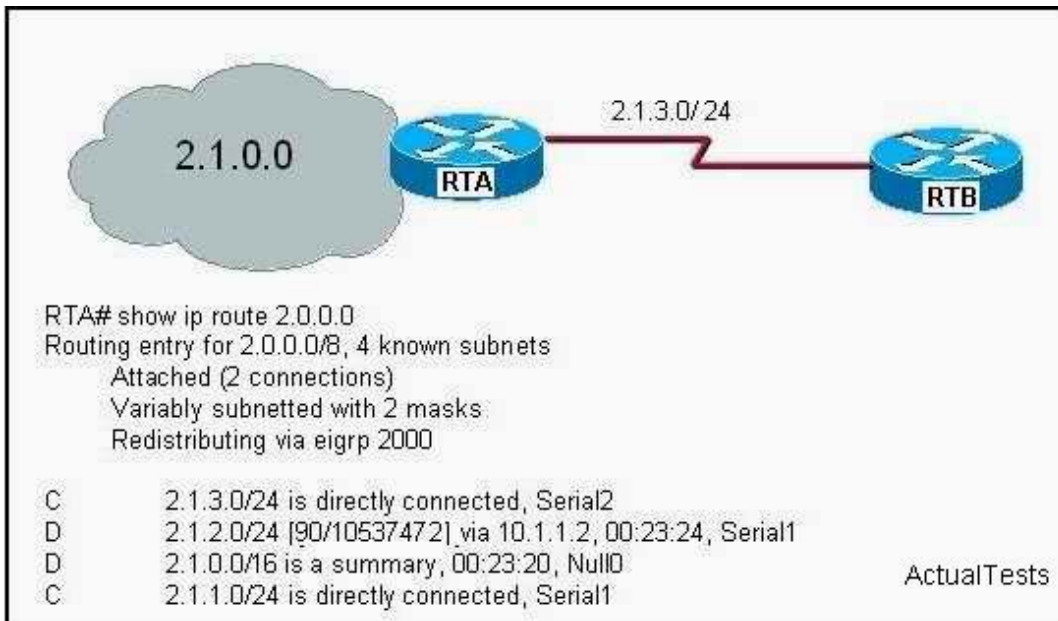 2.1.0.0
RTA
2.1.3.0/24
RTB
RTA# show ip route 2.0.0.0
Routing entry for 2.0.0.0/8, 4 known subnets
Attached (2 connections)
Variably subnetted with 2 masks
Redistributing via eigrp 2000
C 2.1.3.0/24 is directly connected, Serial2
D 2.1.2.0/24 [90/10537472] via 10.1.1.2, 00:23:24, Serial1
D 2.1.0.0/16 is a summary, 00:23:20, Null0
C 2.1.1.0/24 is directly connected, Serial1
ActualTests